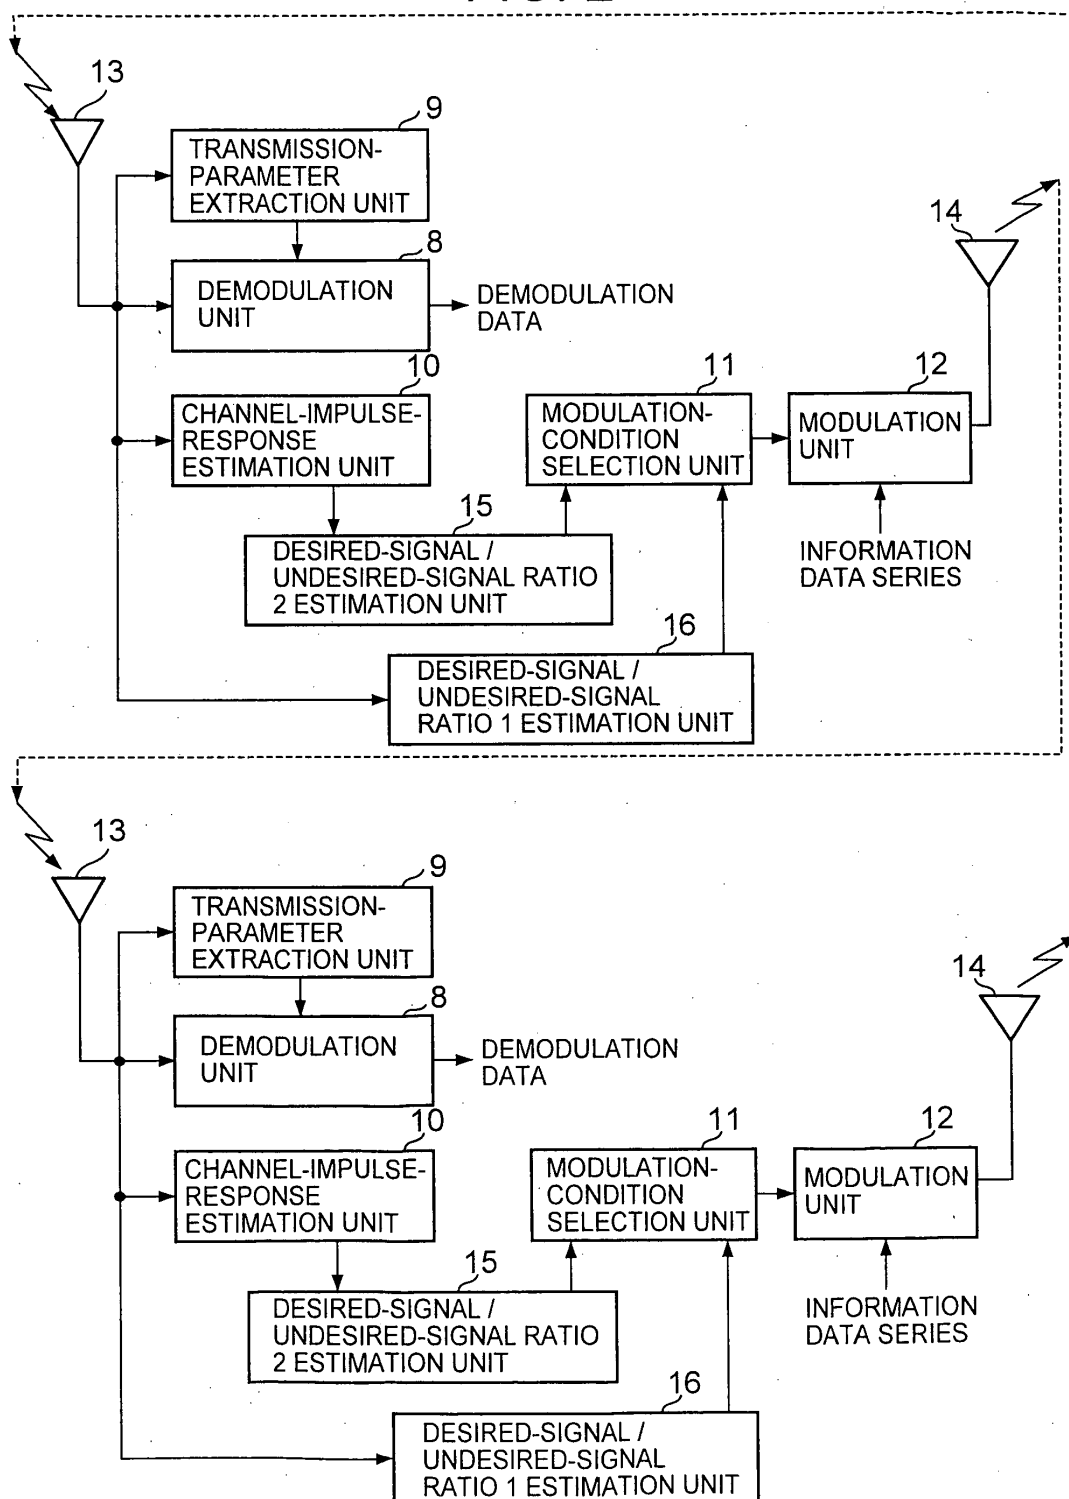 13
9
TRANSMISSION-
PARAMETER
EXTRACTION UNIT
14
8
DEMODULATION
UNIT
DEMODULATION
DATA
10
11
12
CHANNEL-IMPULSE-
RESPONSE
ESTIMATION UNIT
MODULATION-
CONDITION
SELECTION UNIT
MODULATION
UNIT
15
DESIRED-SIGNAL /
UNDESIRED-SIGNAL RATIO
2 ESTIMATION UNIT
INFORMATION
DATA SERIES
16
DESIRED-SIGNAL /
UNDESIRED-SIGNAL
RATIO 1 ESTIMATION UNIT
13
9
TRANSMISSION-
PARAMETER
EXTRACTION UNIT
14
8
DEMODULATION
UNIT
DEMODULATION
DATA
10
11
12
CHANNEL-IMPULSE-
RESPONSE
ESTIMATION UNIT
MODULATION-
CONDITION
SELECTION UNIT
MODULATION
UNIT
15
DESIRED-SIGNAL /
UNDESIRED-SIGNAL RATIO
2 ESTIMATION UNIT
INFORMATION
DATA SERIES
16
DESIRED-SIGNAL /
UNDESIRED-SIGNAL
RATIO 1 ESTIMATION UNIT